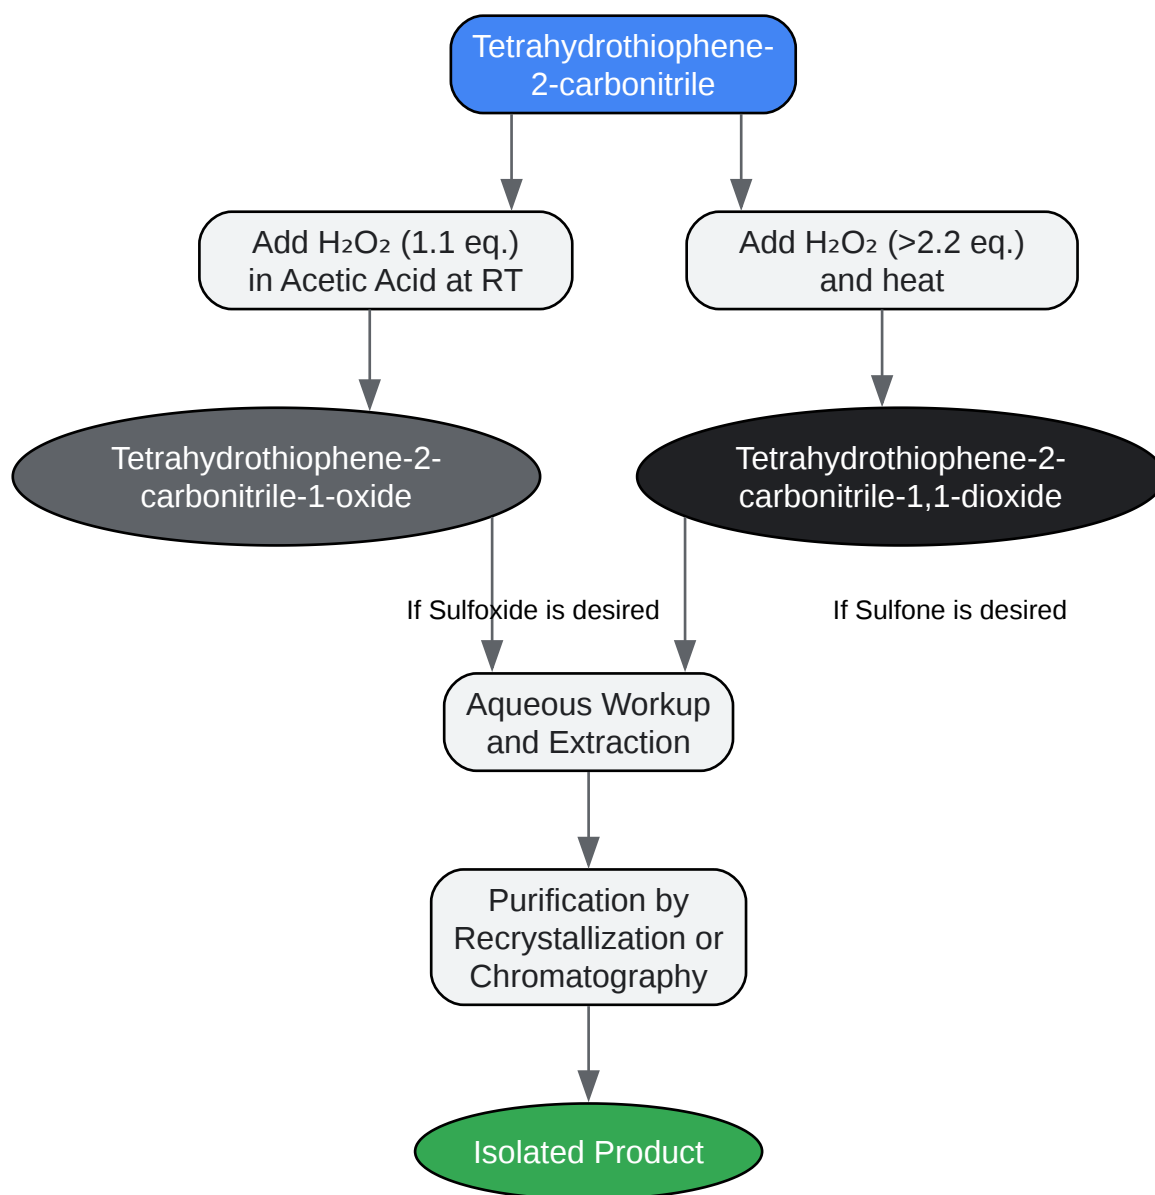 Tetrahydrothiophene-
2-carbonitrile
Add H₂O₂ (1.1 eq.)
in Acetic Acid at RT
Add H₂O₂ (>2.2 eq.)
and heat
Tetrahydrothiophene-2-
carbonitrile-1-oxide
Tetrahydrothiophene-2-
carbonitrile-1,1-dioxide
If Sulfoxide is desired
If Sulfone is desired
Aqueous Workup
and Extraction
Purification by
Recrystallization or
Chromatography
Isolated Product